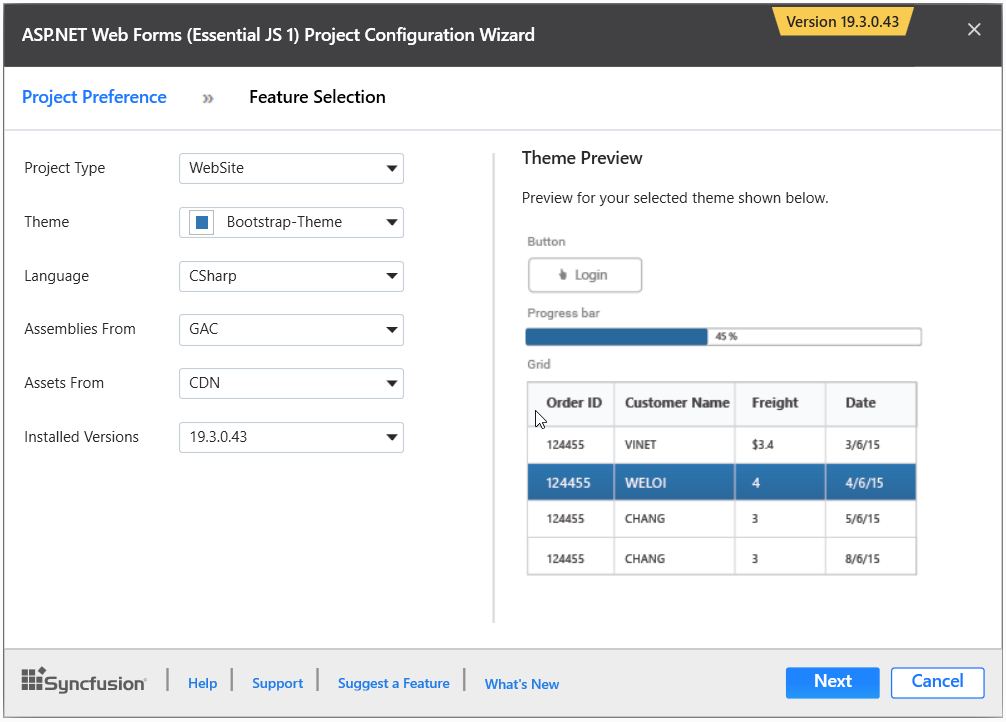 ASP.NET Web Forms (Essential JS 1) Project Configuration Wizard
Version 19.3.0.43
Project Preference » Feature Selection
Project Type WebSite
Theme Bootstrap-Theme
Language CSharp
Assemblies From GAC
Assets From CDN
Installed Versions 19.3.0.43
Theme Preview
Preview for your selected theme shown below.
Button
Login
Progress bar
45 %
Grid
Order ID Customer Name Freight Date
124455 VINET $3.4 3/6/15
124455 WELOI 4 4/6/15
124455 CHANG 3 5/6/15
124455 CHANG 3 8/6/15
Syncfusion Help Support Suggest a Feature What's New Next Cancel